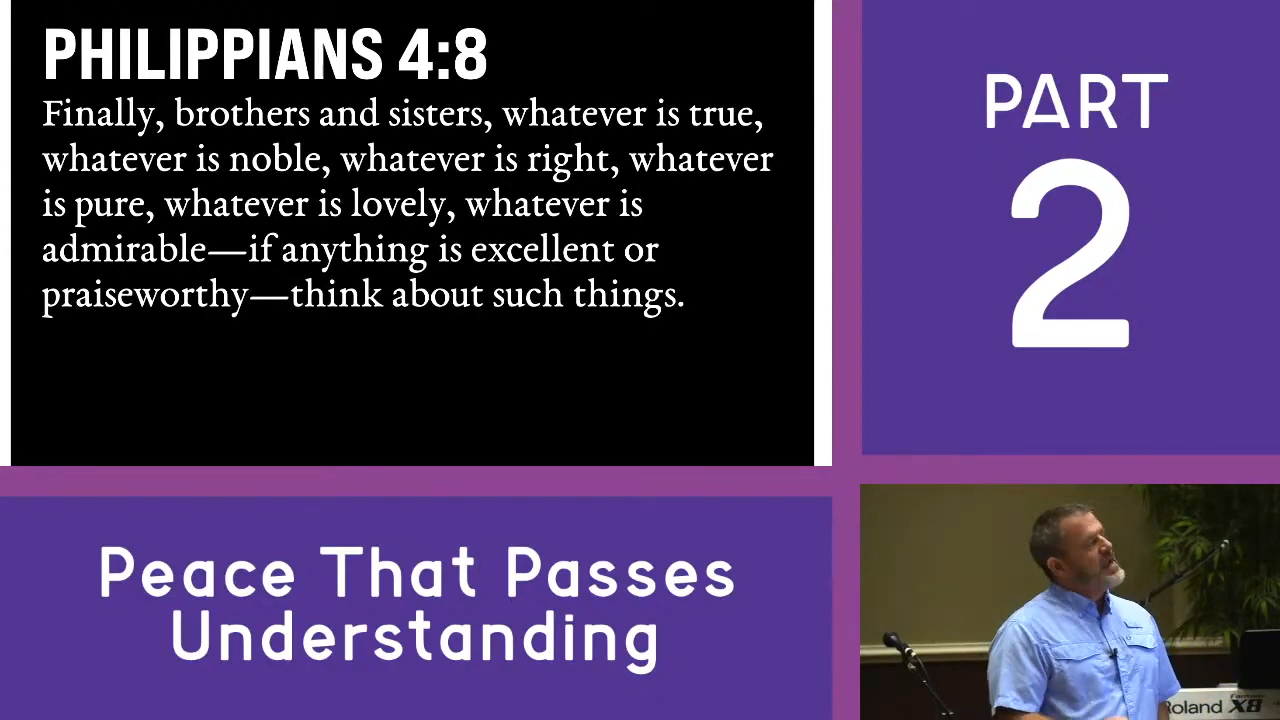 PHILIPPIANS 4:8
Finally, brothers and sisters, whatever is true,
whatever is noble, whatever is right, whatever
is pure, whatever is lovely, whatever is
admirable—if anything is excellent or
praiseworthy—think about such things.
PART
2
Peace That Passes
Understanding
Fantom
Roland X8